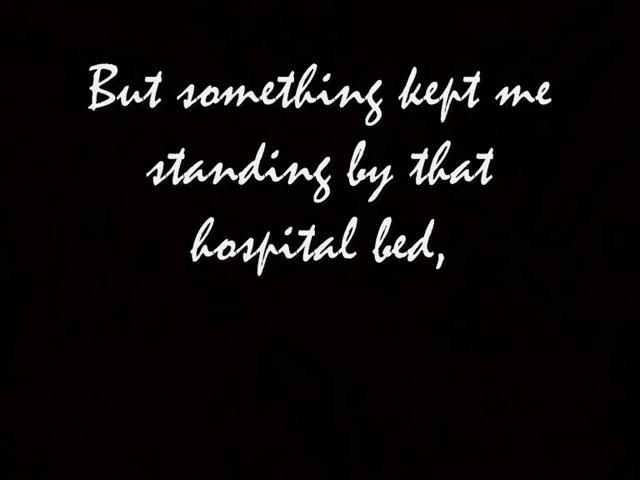 But something kept me
standing by that
hospital bed,